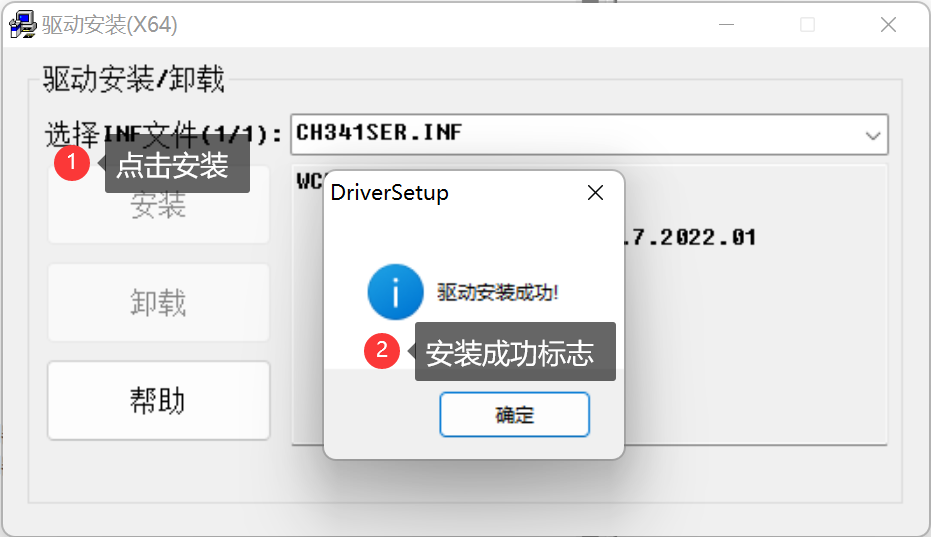 驱动安装(X64)
驱动安装/卸载
选择INF文件(1/1):
CH341SER.INF
1
点击安装
安装
卸载
帮助
WC
.7.2022.01
DriverSetup
驱动安装成功!
2
安装成功标志
确定